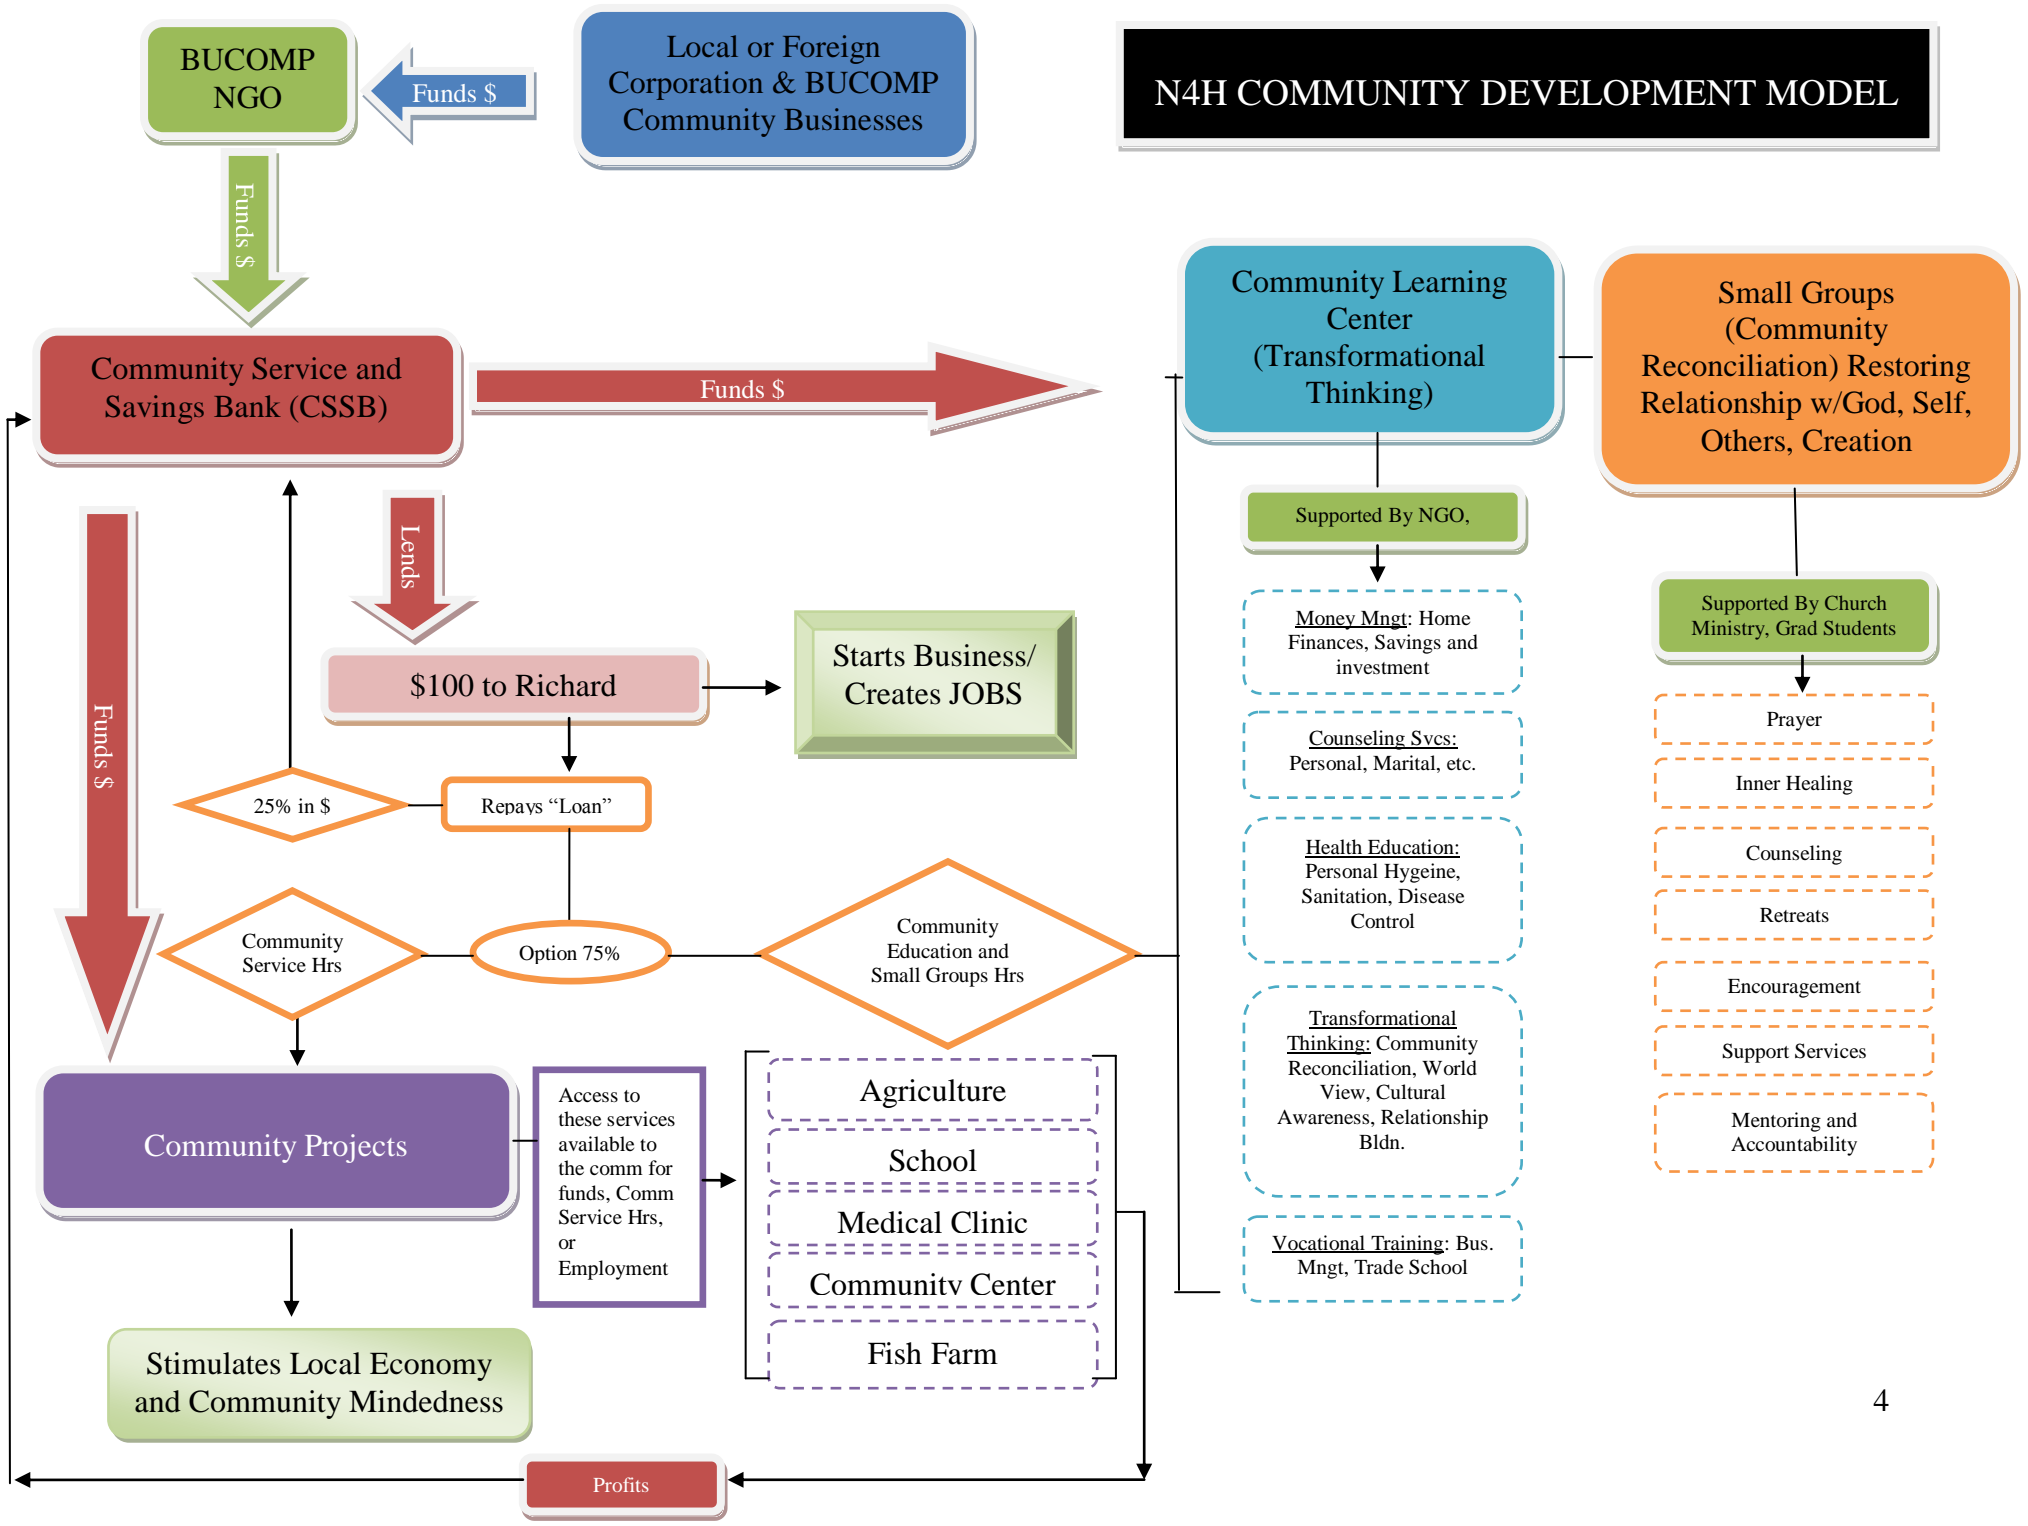 BUCOMP
NGO
Funds $
Local or Foreign
Corporation & BUCOMP
Community Businesses
N4H COMMUNITY DEVELOPMENT MODEL
Funds $
Community Service and
Savings Bank (CSSB)
Funds $
Community Learning
Center
(Transformational
Thinking)
Small Groups
(Community
Reconciliation) Restoring
Relationship w/God, Self,
Others, Creation
Lends
Funds $
$100 to Richard
Starts Business/
Creates JOBS
25% in $
Repays “Loan”
Community
Service Hrs
Option 75%
Community
Education and
Small Groups Hrs
Supported By NGO,
Money Mngt: Home
Finances, Savings and
investment
Counseling Svcs:
Personal, Marital, etc.
Health Education:
Personal Hygeine,
Sanitation, Disease
Control
Transformational
Thinking: Community
Reconciliation, World
View, Cultural
Awareness, Relationship
Bldn.
Vocational Training: Bus.
Mngt, Trade School
Supported By Church
Ministry, Grad Students
Prayer
Inner Healing
Counseling
Retreats
Encouragement
Support Services
Mentoring and
Accountability
Community Projects
Access to
these services
available to
the comm for
funds, Comm
Service Hrs,
or
Employment
Agriculture
School
Medical Clinic
Community Center
Fish Farm
Stimulates Local Economy
and Community Mindedness
Profits
4